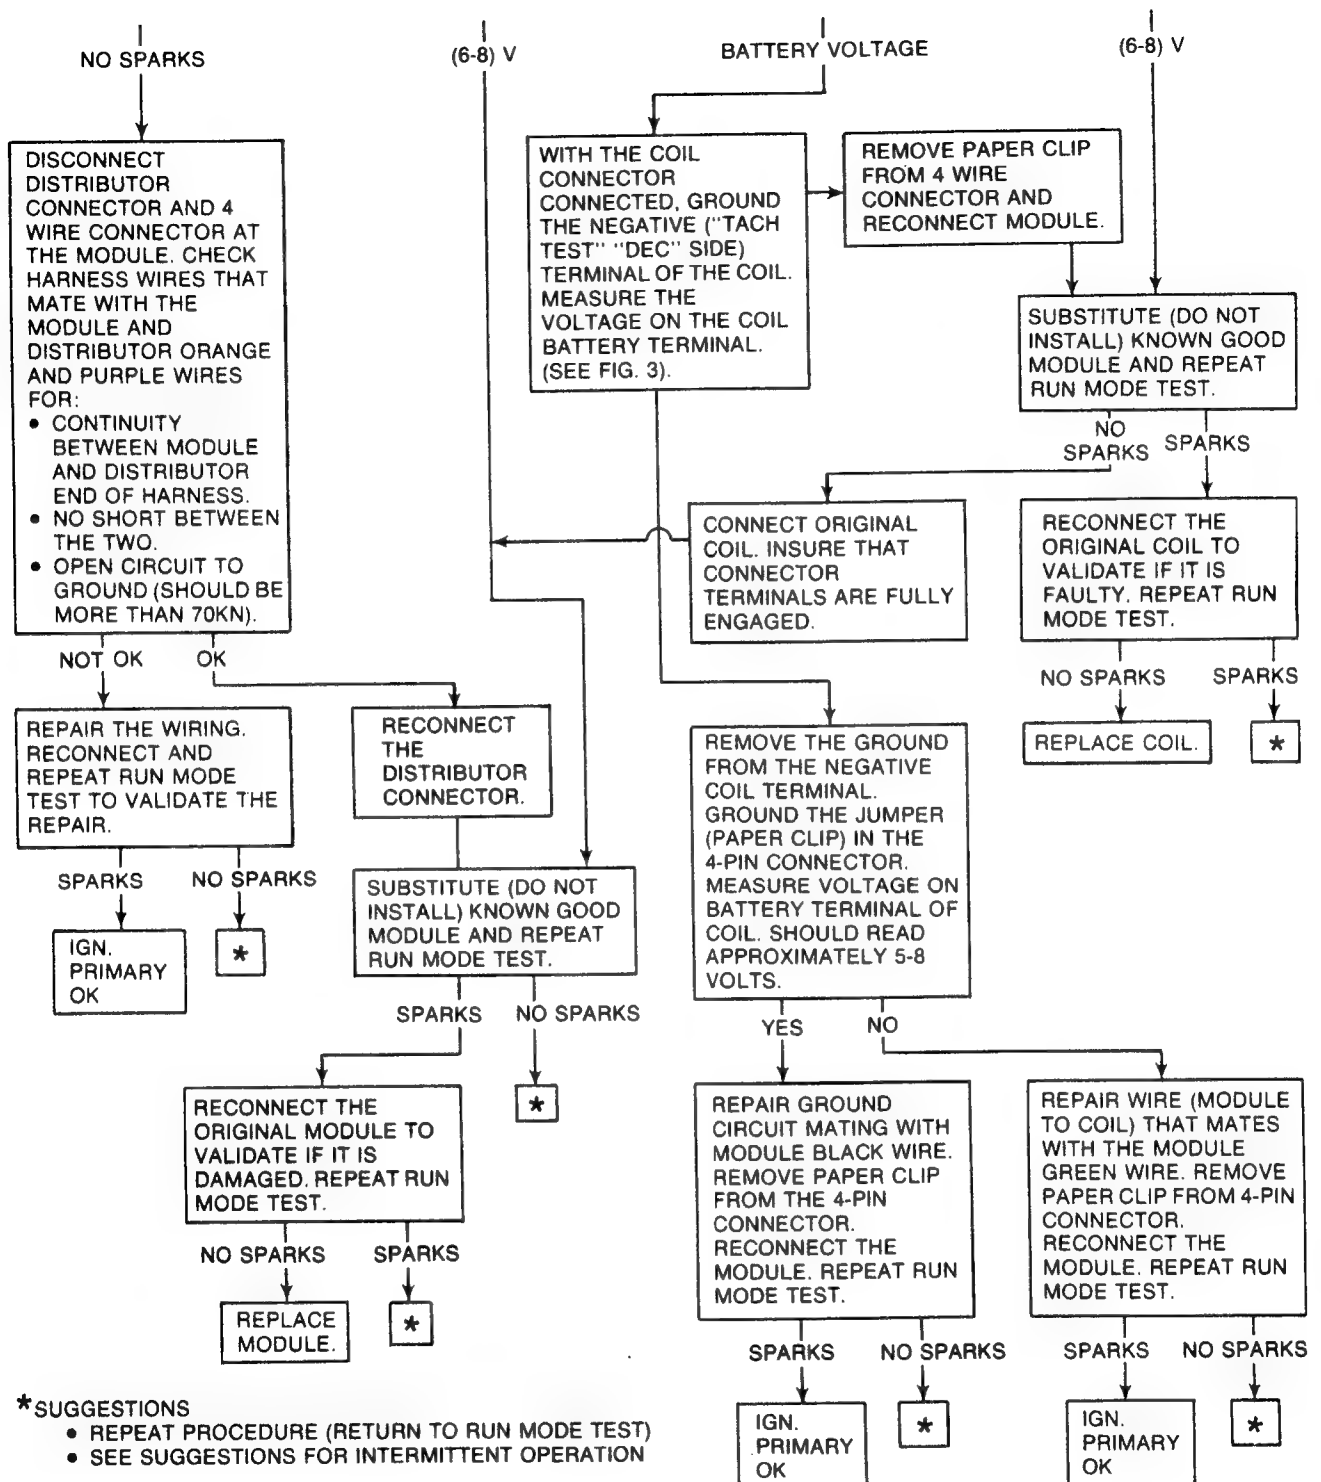 NO SPARKS
(6-8) V
BATTERY VOLTAGE
(6-8) V
DISCONNECT
DISTRIBUTOR
CONNECTOR AND 4
WIRE CONNECTOR AT
THE MODULE. CHECK
HARNESS WIRES THAT
MATE WITH THE
MODULE AND
DISTRIBUTOR ORANGE
AND PURPLE WIRES
FOR:
• CONTINUITY
BETWEEN MODULE
AND DISTRIBUTOR
END OF HARNESS.
• NO SHORT BETWEEN
THE TWO.
• OPEN CIRCUIT TO
GROUND (SHOULD BE
MORE THAN 70KN).
WITH THE COIL
CONNECTOR
CONNECTED, GROUND
THE NEGATIVE ("TACH
TEST" "DEC" SIDE)
TERMINAL OF THE COIL.
MEASURE THE
VOLTAGE ON THE COIL
BATTERY TERMINAL.
(SEE FIG. 3).
REMOVE PAPER CLIP
FROM 4 WIRE
CONNECTOR AND
RECONNECT MODULE.
SUBSTITUTE (DO NOT
INSTALL) KNOWN GOOD
MODULE AND REPEAT
RUN MODE TEST.
NO
SPARKS
SPARKS
CONNECT ORIGINAL
COIL. INSURE THAT
CONNECTOR
TERMINALS ARE FULLY
ENGAGED.
RECONNECT THE
ORIGINAL COIL TO
VALIDATE IF IT IS
FAULTY. REPEAT RUN
MODE TEST.
NO SPARKS
SPARKS
REPLACE COIL.
*
NOT OK
OK
REPAIR THE WIRING.
RECONNECT AND
REPEAT RUN MODE
TEST TO VALIDATE THE
REPAIR.
RECONNECT
THE
DISTRIBUTOR
CONNECTOR.
SPARKS
NO SPARKS
IGN.
PRIMARY
OK
*
SUBSTITUTE (DO NOT
INSTALL) KNOWN GOOD
MODULE AND REPEAT
RUN MODE TEST.
SPARKS
NO SPARKS
*
RECONNECT THE
ORIGINAL MODULE TO
VALIDATE IF IT IS
DAMAGED. REPEAT RUN
MODE TEST.
NO SPARKS
SPARKS
REPLACE
MODULE.
*
REMOVE THE GROUND
FROM THE NEGATIVE
COIL TERMINAL.
GROUND THE JUMPER
(PAPER CLIP) IN THE
4-PIN CONNECTOR.
MEASURE VOLTAGE ON
BATTERY TERMINAL OF
COIL. SHOULD READ
APPROXIMATELY 5-8
VOLTS.
YES
NO
REPAIR GROUND
CIRCUIT MATING WITH
MODULE BLACK WIRE.
REMOVE PAPER CLIP
FROM THE 4-PIN
CONNECTOR.
RECONNECT THE
MODULE. REPEAT RUN
MODE TEST.
REPAIR WIRE (MODULE
TO COIL) THAT MATES
WITH THE MODULE
GREEN WIRE. REMOVE
PAPER CLIP FROM 4-PIN
CONNECTOR.
RECONNECT THE
MODULE. REPEAT RUN
MODE TEST.
SPARKS
NO SPARKS
SPARKS
NO SPARKS
IGN.
PRIMARY
OK
*
IGN.
PRIMARY
OK
*
*SUGGESTIONS
• REPEAT PROCEDURE (RETURN TO RUN MODE TEST)
• SEE SUGGESTIONS FOR INTERMITTENT OPERATION